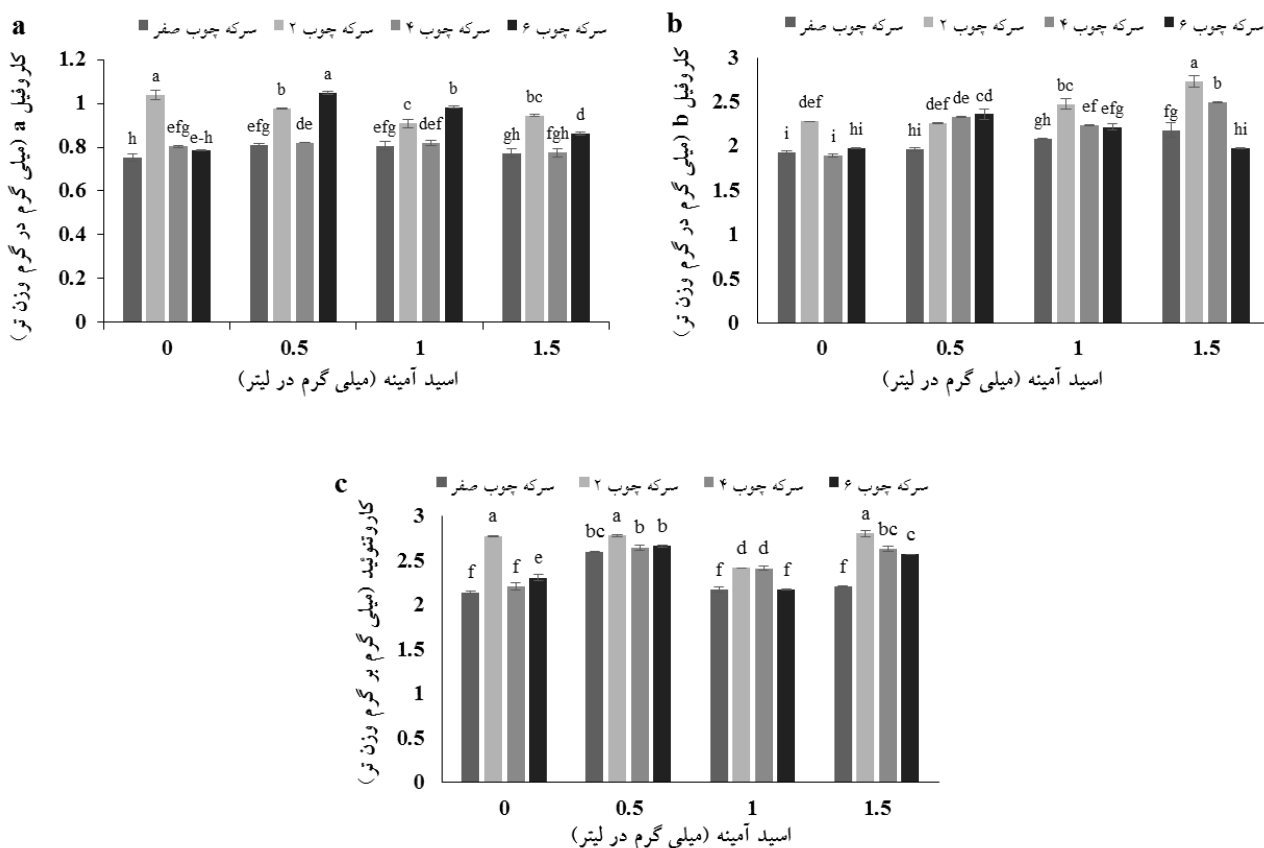 a
سرکه چوب صفر سرکه چوب ۲ سرکه چوب ۴ سرکه چوب ۶
کلروفیل a (میلی گرم در گرم وزن تر)
1.2
1
0.8
0.6
0.4
0.2
0
h a efg e-h
efg b de a
efg c def b
gh bc fgh d
0 0.5 1 1.5
اسید آمینه (میلی گرم در لیتر)
b
سرکه چوب صفر سرکه چوب ۲ سرکه چوب ۴ سرکه چوب ۶
کلروفیل b (میلی گرم در گرم وزن تر)
3
2.5
2
1.5
1
0.5
0
i def i hi
hi def de cd
gh bc ef efg
fg a b hi
0 0.5 1 1.5
اسید آمینه (میلی گرم در لیتر)
c
سرکه چوب صفر سرکه چوب ۲ سرکه چوب ۴ سرکه چوب ۶
کاروتنوئید (میلی گرم بر گرم وزن تر)
3
2.5
2
1.5
1
0.5
0
f a f e
bc a b b
f d d f
f a bc c
0 0.5 1 1.5
اسید آمینه (میلی گرم در لیتر)